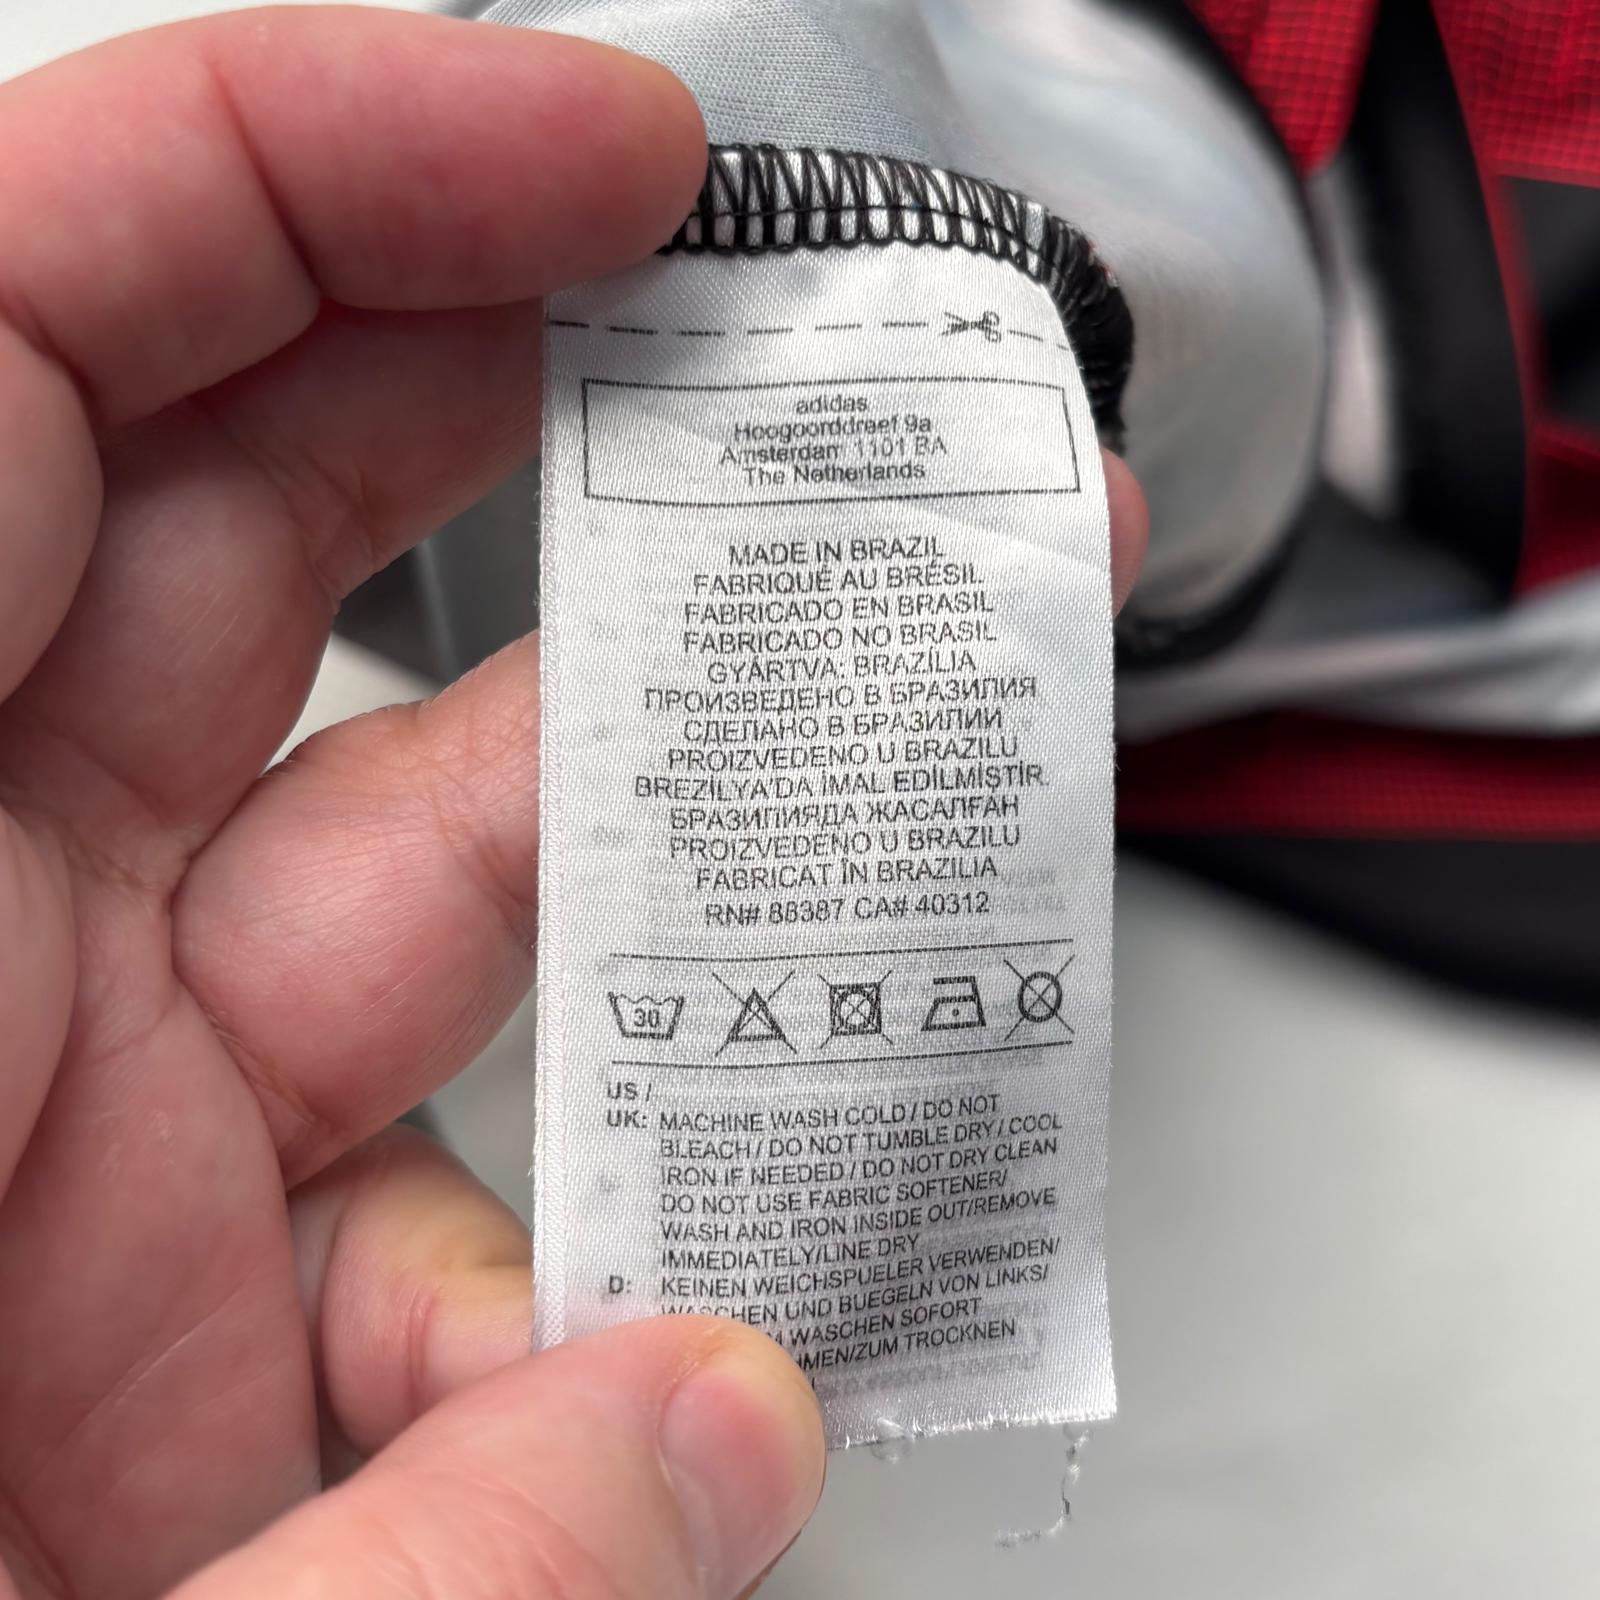 adidas
Hoogoorddreef 9a
Amsterdam 1101 BA
The Netherlands
MADE IN BRAZIL
FABRIQUÉ AU BRÉSIL
FABRICADO EN BRASIL
FABRICADO NO BRASIL
GYÁRTVA: BRAZÍLIA
ПРОИЗВЕДЕНО В БРАЗИЛИЯ
СДЕЛАНО В БРАЗИЛИИ
PROIZVEDENO U BRAZILU
BREZİLYA'DA İMAL EDİLMİŞTİR.
БРАЗИЛИЯДА ЖАСАЛҒАН
PROIZVEDENO U BRAZILU
FABRICAT ÎN BRAZILIA
RN# 88387 CA# 40312
30
US /
UK: MACHINE WASH COLD / DO NOT
BLEACH / DO NOT TUMBLE DRY / COOL
IRON IF NEEDED / DO NOT DRY CLEAN
DO NOT USE FABRIC SOFTENER/
WASH AND IRON INSIDE OUT/REMOVE
IMMEDIATELY/LINE DRY
D: KEINEN WEICHSPUELER VERWENDEN/
WASCHEN UND BUEGELN VON LINKS/
WASCHEN SOFORT
HMEN/ZUM TROCKNEN